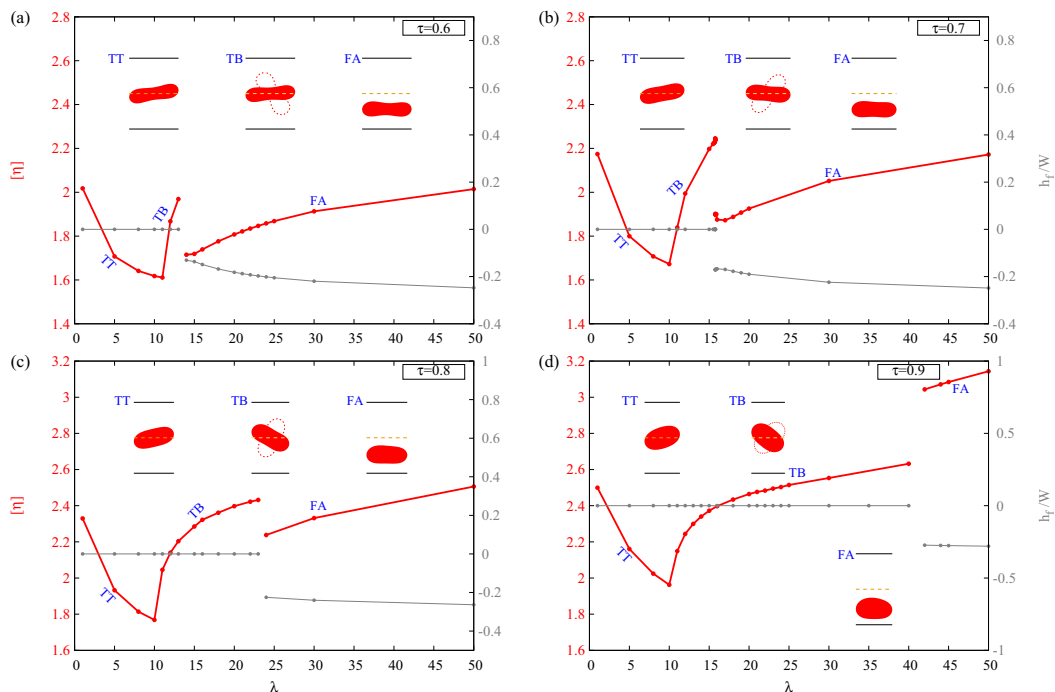 (a)
τ=0.6
2.8
2.6
2.4
2.2
2
1.8
1.6
1.4
[η]
TT
TB
FA
TT
TB
FA
0.8
0.6
0.4
0.2
0
-0.2
-0.4
0 5 10 15 20 25 30 35 40 45 50
(b)
τ=0.7
2.8
2.6
2.4
2.2
2
1.8
1.6
1.4
TT
TB
FA
TT
TB
FA
0.8
0.6
0.4
0.2
0
-0.2
-0.4
h_f/W
0 5 10 15 20 25 30 35 40 45 50
(c)
τ=0.8
3.2
3
2.8
2.6
2.4
2.2
2
1.8
1.6
[η]
TT
TB
FA
TT
TB
FA
1
0.8
0.6
0.4
0.2
0
-0.2
-0.4
0 5 10 15 20 25 30 35 40 45 50
λ
(d)
τ=0.9
3.2
3
2.8
2.6
2.4
2.2
2
1.8
1.6
TT
TB
FA
TT
TB
FA
1
0.5
0
-0.5
-1
h_f/W
0 5 10 15 20 25 30 35 40 45 50
λ